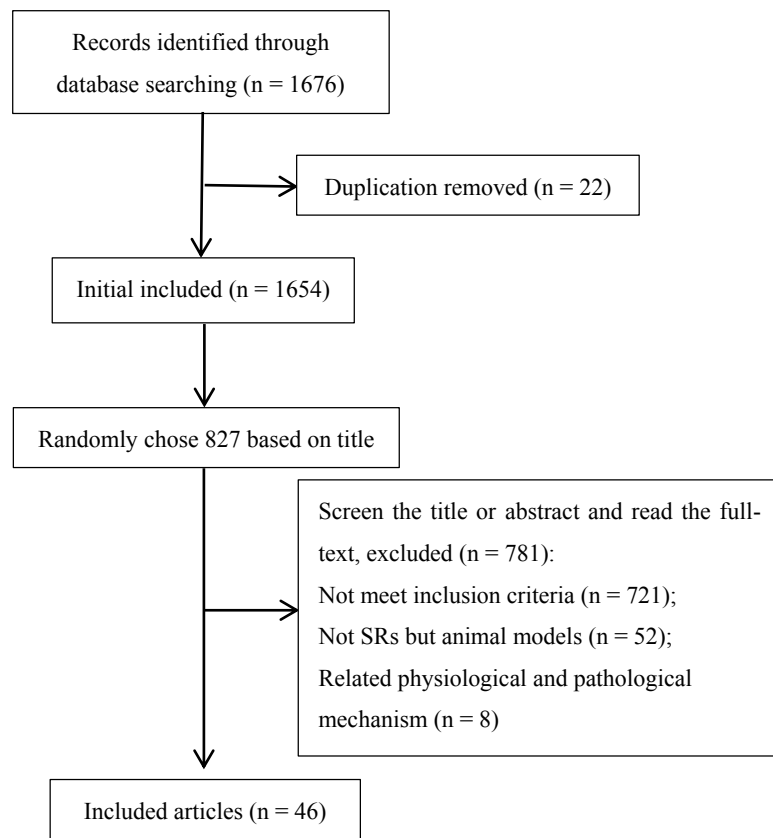 Records identified through
database searching (n = 1676)
Duplication removed (n = 22)
Initial included (n = 1654)
Randomly chose 827 based on title
Screen the title or abstract and read the full-
text, excluded (n = 781):
Not meet inclusion criteria (n = 721);
Not SRs but animal models (n = 52);
Related physiological and pathological
mechanism (n = 8)
Included articles (n = 46)